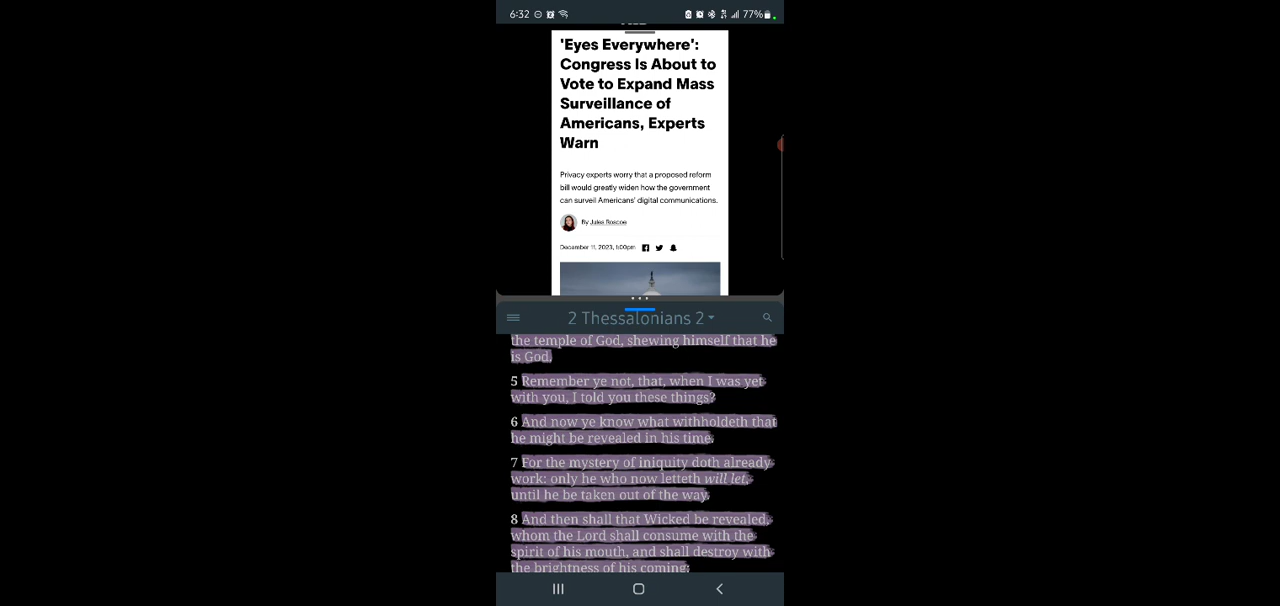 6:32
77%
'Eyes Everywhere':
Congress Is About to
Vote to Expand Mass
Surveillance of
Americans, Experts
Warn
Privacy experts worry that a proposed reform
bill would greatly widen how the government
can surveil Americans' digital communications.
By Jules Roscoe
December 11, 2023, 1:00pm
2 Thessalonians 2
the temple of God, shewing himself that he
is God.
5 Remember ye not, that, when I was yet
with you, I told you these things?
6 And now ye know what withholdeth that
he might be revealed in his time.
7 For the mystery of iniquity doth already
work: only he who now letteth will let,
until he be taken out of the way.
8 And then shall that Wicked be revealed,
whom the Lord shall consume with the
spirit of his mouth, and shall destroy with
the brightness of his coming: